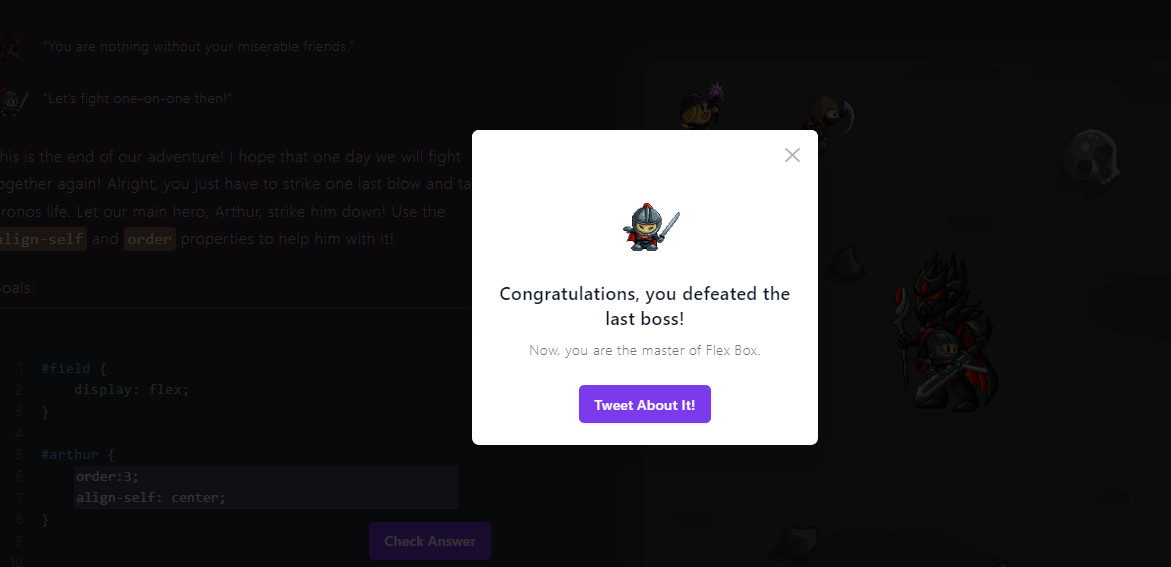 "You are nothing without your miserable friends."
"Let's fight one-on-one then!"
his is the end of our adventure! I hope that one day we will fight
ogether again! Alright, you just have to strike one last blow and ta
ronos life. Let our main hero, Arthur, strike him down! Use the
align-self and order properties to help him with it!
oals:
1 #field {
2 display: flex;
3 }
4
5 #arthur {
6 order:3;
7 align-self: center;
8 }
9
10
Check Answer
Congratulations, you defeated the
last boss!
Now, you are the master of Flex Box.
Tweet About It!